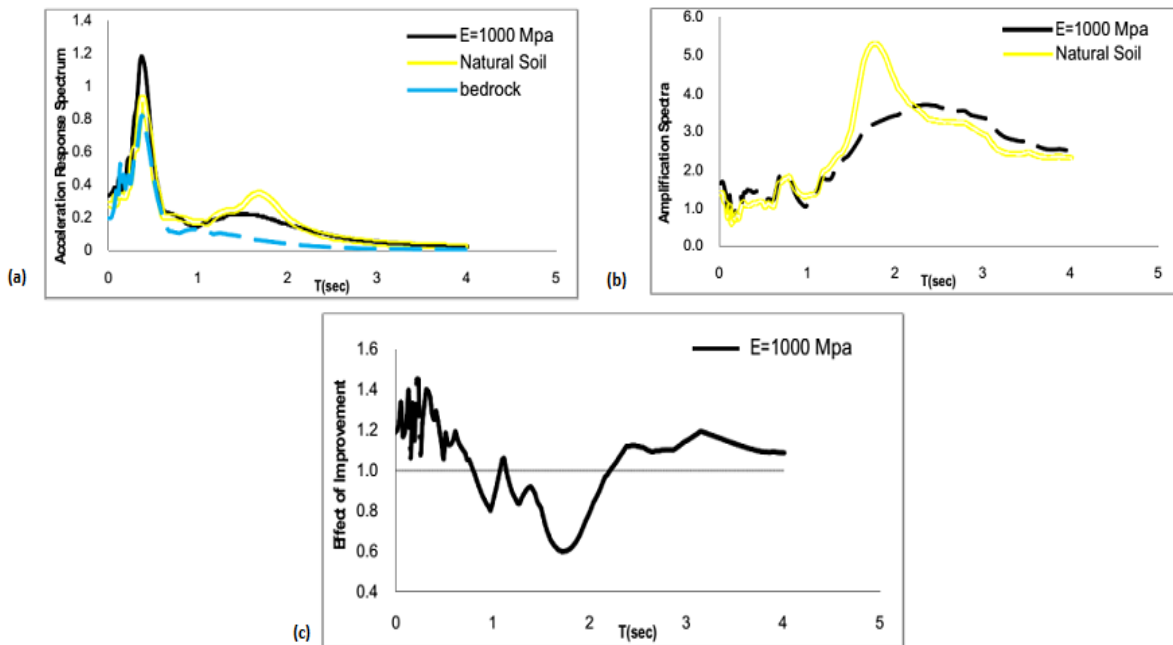 1.4
1.2
1
0.8
0.6
0.4
0.2
0
Acceleration Response Spectrum
E=1000 Mpa
Natural Soil
bedrock
0 1 2 3 4 5
T(sec)
(a)
6.0
5.0
4.0
3.0
2.0
1.0
0.0
Amplification Spectra
E=1000 Mpa
Natural Soil
0 1 2 3 4 5
T(sec)
(b)
1.6
1.4
1.2
1.0
0.8
0.6
0.4
Effect of Improvement
E=1000 Mpa
0 1 2 3 4 5
T(sec)
(c)